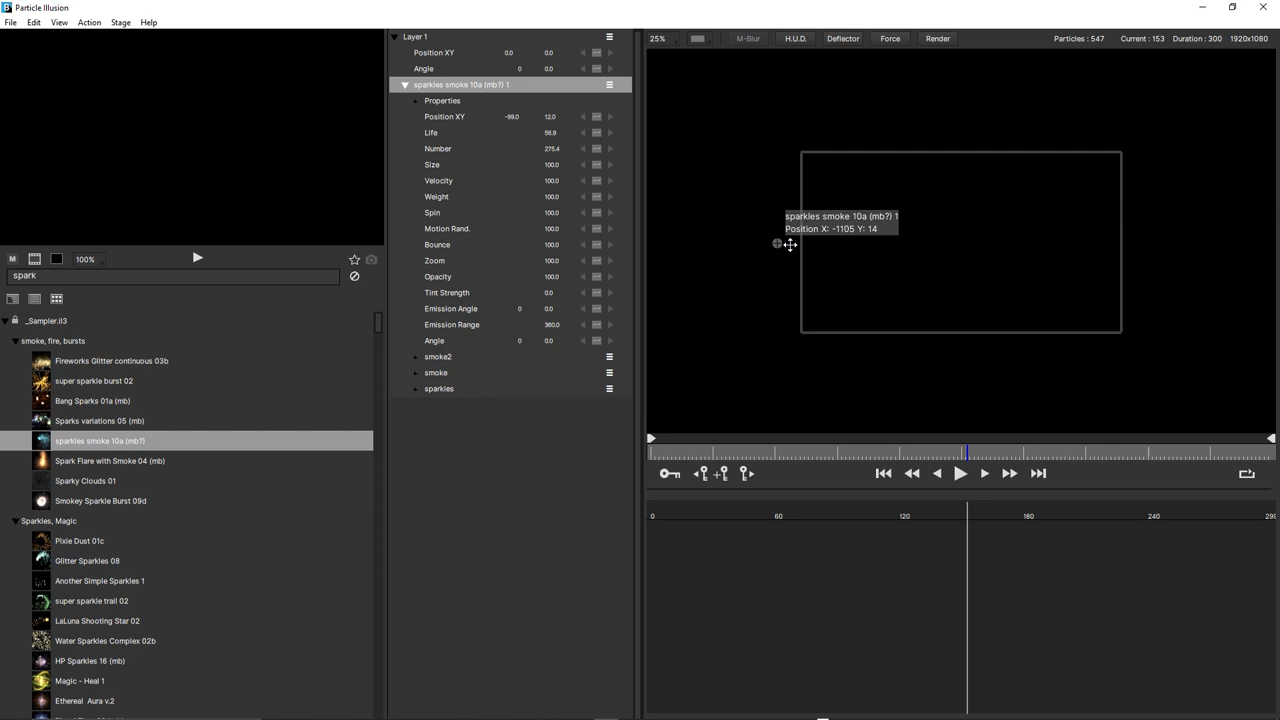 Particle Illusion
File Edit View Action Stage Help
100%
spark
_Sampler.il3
smoke, fire, bursts
Fireworks Glitter continuous 03b
super sparkle burst 02
Bang Sparks 01a (mb)
Sparks variations 05 (mb)
sparkles smoke 10a (mb?)
Spark Flare with Smoke 04 (mb)
Sparky Clouds 01
Smokey Sparkle Burst 09d
Sparkles, Magic
Pixie Dust 01c
Glitter Sparkles 08
Another Simple Sparkles 1
super sparkle trail 02
LaLuna Shooting Star 02
Water Sparkles Complex 02b
HP Sparkles 16 (mb)
Magic - Heal 1
Ethereal Aura v.2
Layer 1
Position XY 0.0 0.0
Angle 0 0.0
sparkles smoke 10a (mb?) 1
Properties
Position XY -99.0 12.0
Life 56.9
Number 275.4
Size 100.0
Velocity 100.0
Weight 100.0
Spin 100.0
Motion Rand. 100.0
Bounce 100.0
Zoom 100.0
Opacity 100.0
Tint Strength 0.0
Emission Angle 0 0.0
Emission Range 360.0
Angle 0 0.0
smoke2
smoke
sparkles
25% M-Blur H.U.D. Deflector Force Render Particles : 547 Current : 153 Duration : 300 1920x1080
sparkles smoke 10a (mb?) 1
Position X: -1105 Y: 14
0 60 120 180 240 299